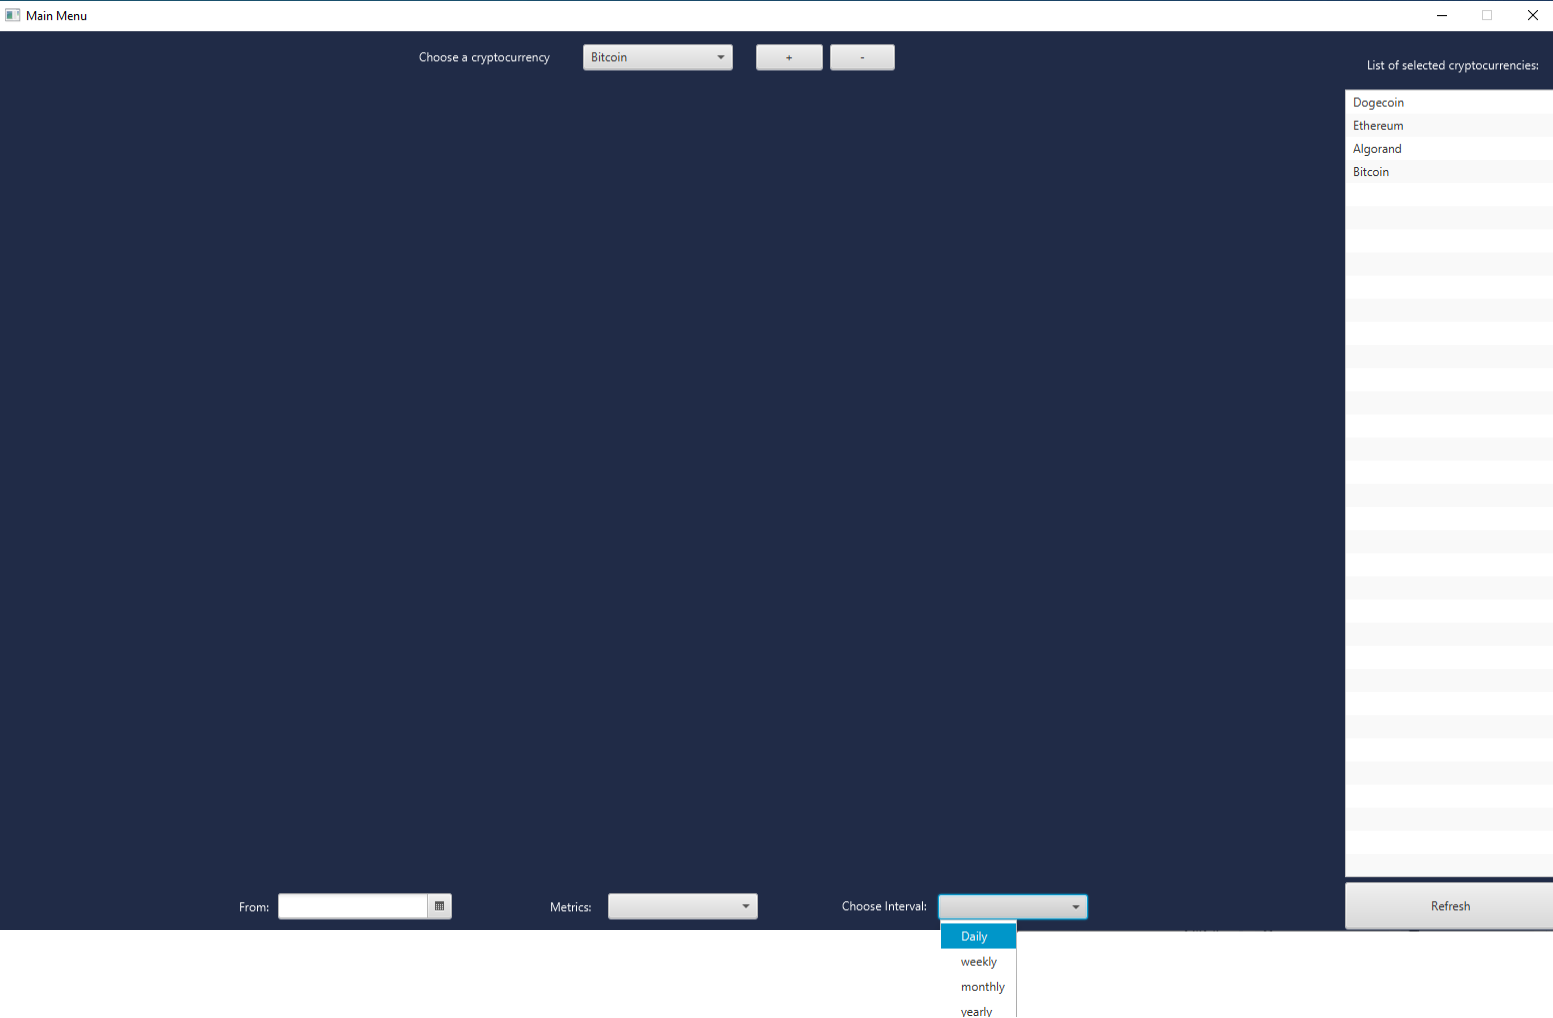 Main Menu
Choose a cryptocurrency
Bitcoin
+
-
List of selected cryptocurrencies:
Dogecoin
Ethereum
Algorand
Bitcoin
From:
Metrics:
Choose Interval:
Refresh
Daily
weekly
monthly
yearly